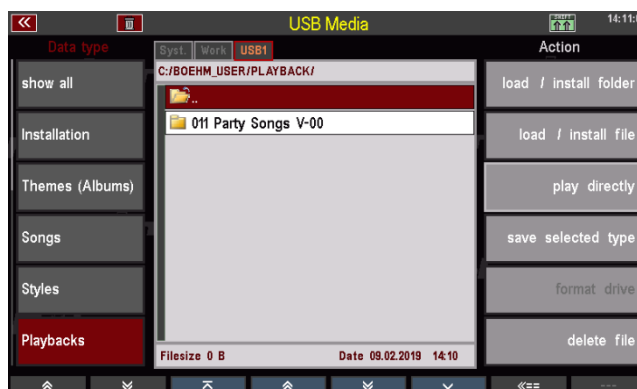 USB Media
14:11:
Data type
Syst. Work USB1
Action
C:/BOEHM_USER/PLAYBACK/
..
011 Party Songs V-00
show all
Installation
Themes (Albums)
Songs
Styles
Playbacks
load / install folder
load / install file
play directly
save selected type
format drive
delete file
Filesize 0 B Date 09.02.2019 14:10
«==
---